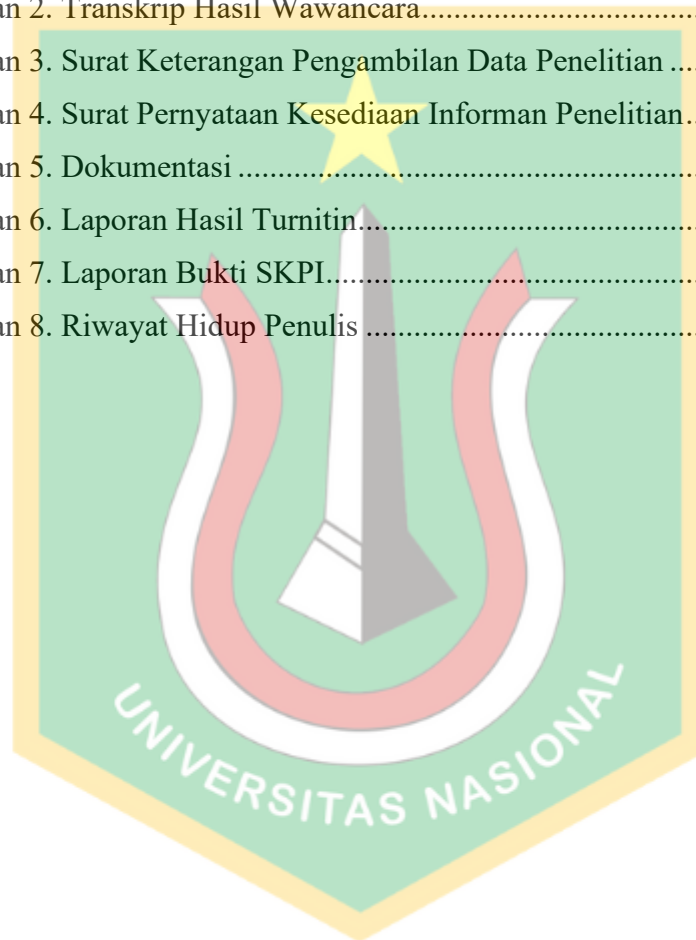 an 2. Transkrip Hasil Wawancara....................................
an 3. Surat Keterangan Pengambilan Data Penelitian ....
an 4. Surat Pernyataan Kesediaan Informan Penelitian..
an 5. Dokumentasi .........................................................
an 6. Laporan Hasil Turnitin...........................................
an 7. Laporan Bukti SKPI...............................................
an 8. Riwayat Hidup Penulis .........................................
UNIVERSITAS NASIONAL